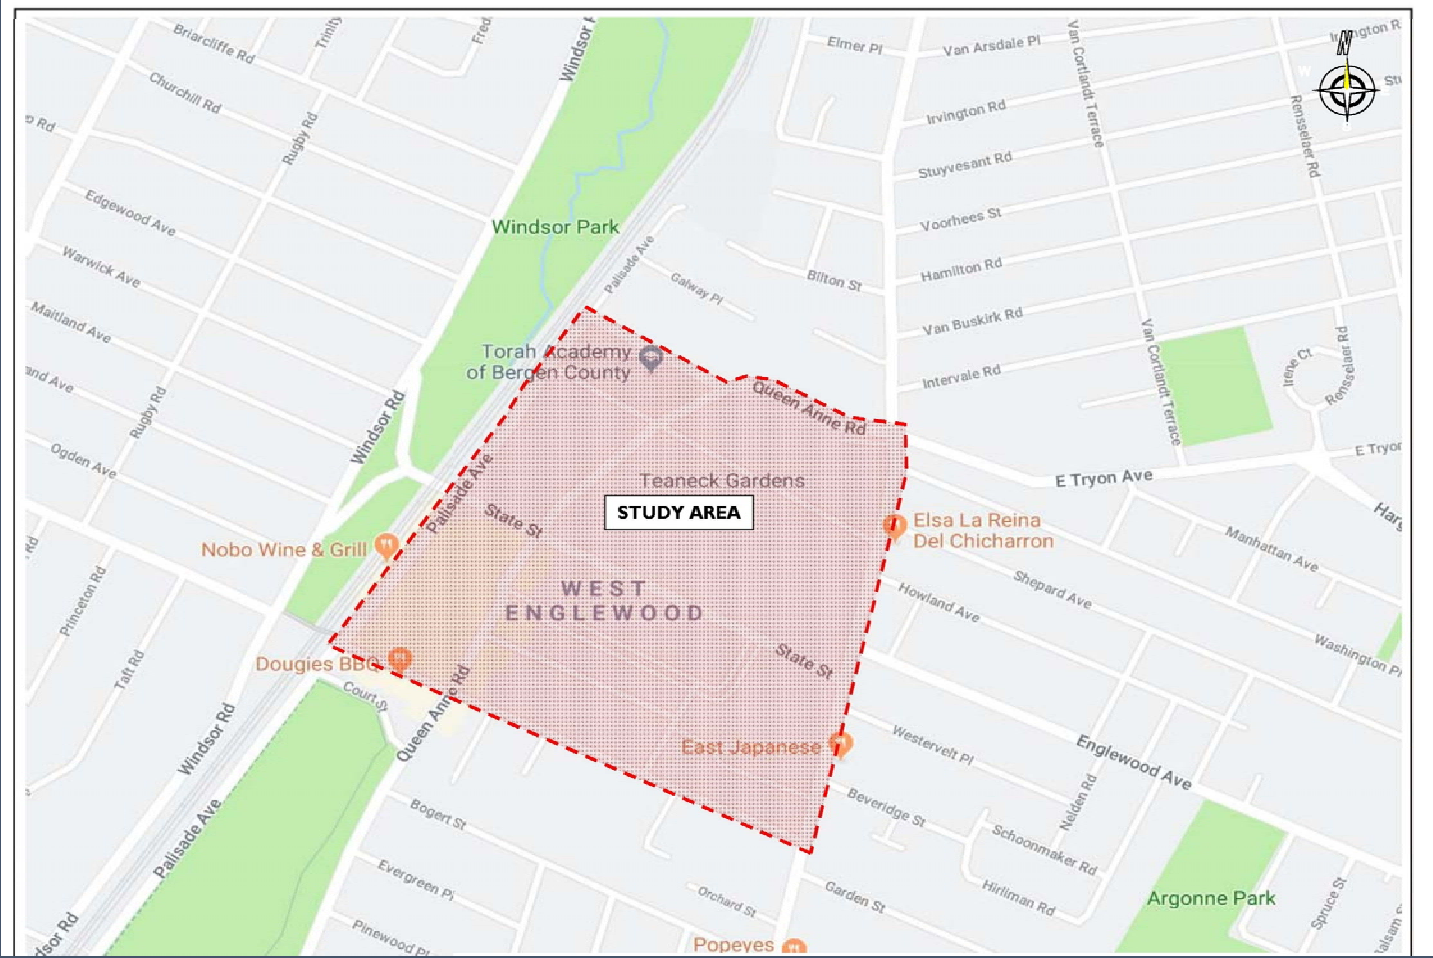 Briarcliffe Rd
Trinity
Fred
Windsor R
Elmer Pl
Van Arsdale Pl
Van Cortlandt Terrace
N
W
Churchill Rd
Rugby Rd
Irvington Rd
Rensselaer Rd
Stuyvesant Rd
Edgewood Ave
Windsor Park
Voorhees St
Warwick Ave
Palisade Ave
Galway Pl
Bilton St
Hamilton Rd
Maitland Ave
Van Buskirk Rd
Van Cortlandt Terrace
Rensselaer Rd
Irene Ct
Torah Academy
of Bergen County
and Ave
Rugby Rd
Windsor Rd
Queen Anne Rd
Intervale Rd
Ogden Ave
Palisade Ave
Teaneck Gardens
E Tryon Ave
E Tryon
STUDY AREA
State St
Elsa La Reina
Del Chicharron
Nobo Wine & Grill
Manhattan Ave
WEST
ENGLEWOOD
Shepard Ave
Howland Ave
Princeton Rd
Washington Pl
Taft Rd
Dougies BBQ
State St
Court St
Queen Anne Rd
Windsor Rd
East Japanese
Westervelt Pl
Englewood Ave
Nelden Rd
Palisade Ave
Bogert St
Beveridge St
Schoonmaker Rd
Evergreen Pl
Hirliman Rd
Orchard St
Garden St
Argonne Park
Spruce St
dsor Rd
Pinewood Pl
Popeyes